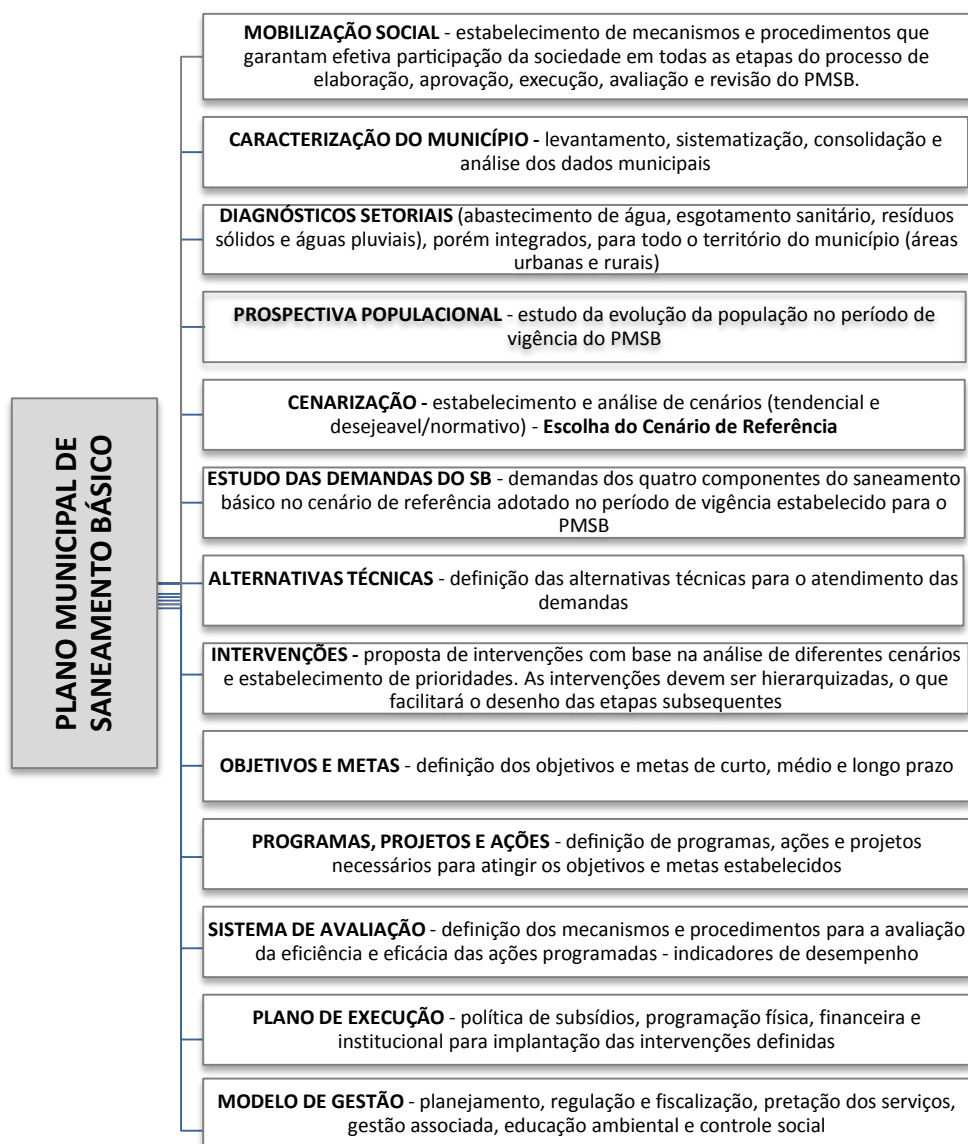 MOBILIZAÇÃO SOCIAL - estabelecimento de mecanismos e procedimentos que
garantam efetiva participação da sociedade em todas as etapas do processo de
elaboração, aprovação, execução, avaliação e revisão do PMSB.
CARACTERIZAÇÃO DO MUNICÍPIO - levantamento, sistematização, consolidação e
análise dos dados municipais
DIAGNÓSTICOS SETORIAIS (abastecimento de água, esgotamento sanitário, resíduos
sólidos e águas pluviais), porém integrados, para todo o território do município (áreas
urbanas e rurais)
PROSPECTIVA POPULACIONAL - estudo da evolução da população no período de
vigência do PMSB
CENARIZAÇÃO - estabelecimento e análise de cenários (tendencial e
desejeavel/normativo) - Escolha do Cenário de Referência
PLANO MUNICIPAL DE
SANEAMENTO BÁSICO
ESTUDO DAS DEMANDAS DO SB - demandas dos quatro componentes do saneamento
básico no cenário de referência adotado no período de vigência estabelecido para o
PMSB
ALTERNATIVAS TÉCNICAS - definição das alternativas técnicas para o atendimento das
demandas
INTERVENÇÕES - proposta de intervenções com base na análise de diferentes cenários
e estabelecimento de prioridades. As intervenções devem ser hierarquizadas, o que
facilitará o desenho das etapas subsequentes
OBJETIVOS E METAS - definição dos objetivos e metas de curto, médio e longo prazo
PROGRAMAS, PROJETOS E AÇÕES - definição de programas, ações e projetos
necessários para atingir os objetivos e metas estabelecidos
SISTEMA DE AVALIAÇÃO - definição dos mecanismos e procedimentos para a avaliação
da eficiência e eficácia das ações programadas - indicadores de desempenho
PLANO DE EXECUÇÃO - política de subsídios, programação física, financeira e
institucional para implantação das intervenções definidas
MODELO DE GESTÃO - planejamento, regulação e fiscalização, pretação dos serviços,
gestão associada, educação ambiental e controle social